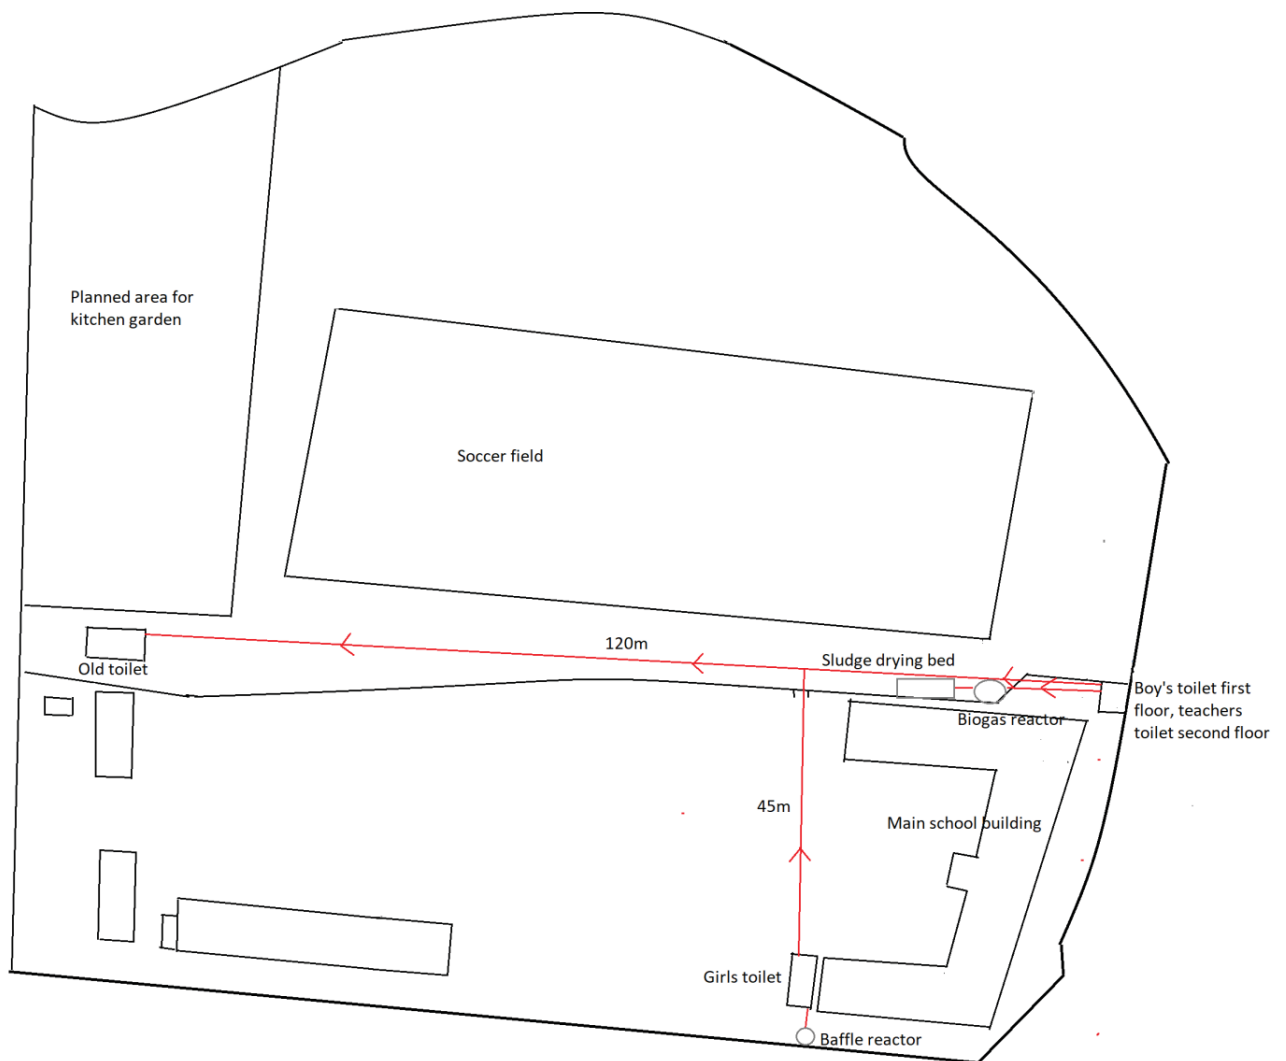 Planned area for
kitchen garden
Soccer field
120m
Sludge drying bed
Old toilet
Boy's toilet first
floor, teachers
toilet second floor
Biogas reactor
45m
Main school building
Girls toilet
Baffle reactor